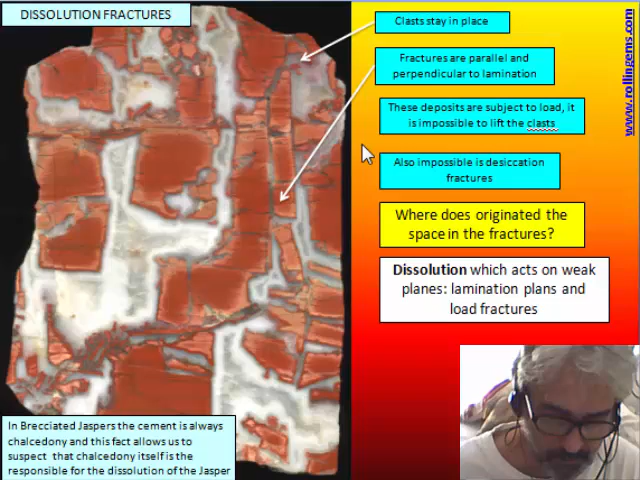 DISSOLUTION FRACTURES
Clasts stay in place
Fractures are parallel and
perpendicular to lamination
These deposits are subject to load, it
is impossible to lift the clasts
Also impossible is desiccation
fractures
Where does originated the
space in the fractures?
Dissolution which acts on weak
planes: lamination plans and
load fractures
In Brecciated Jaspers the cement is always
chalcedony and this fact allows us to
suspect that chalcedony itself is the
responsible for the dissolution of the Jasper
www.rollingems.com